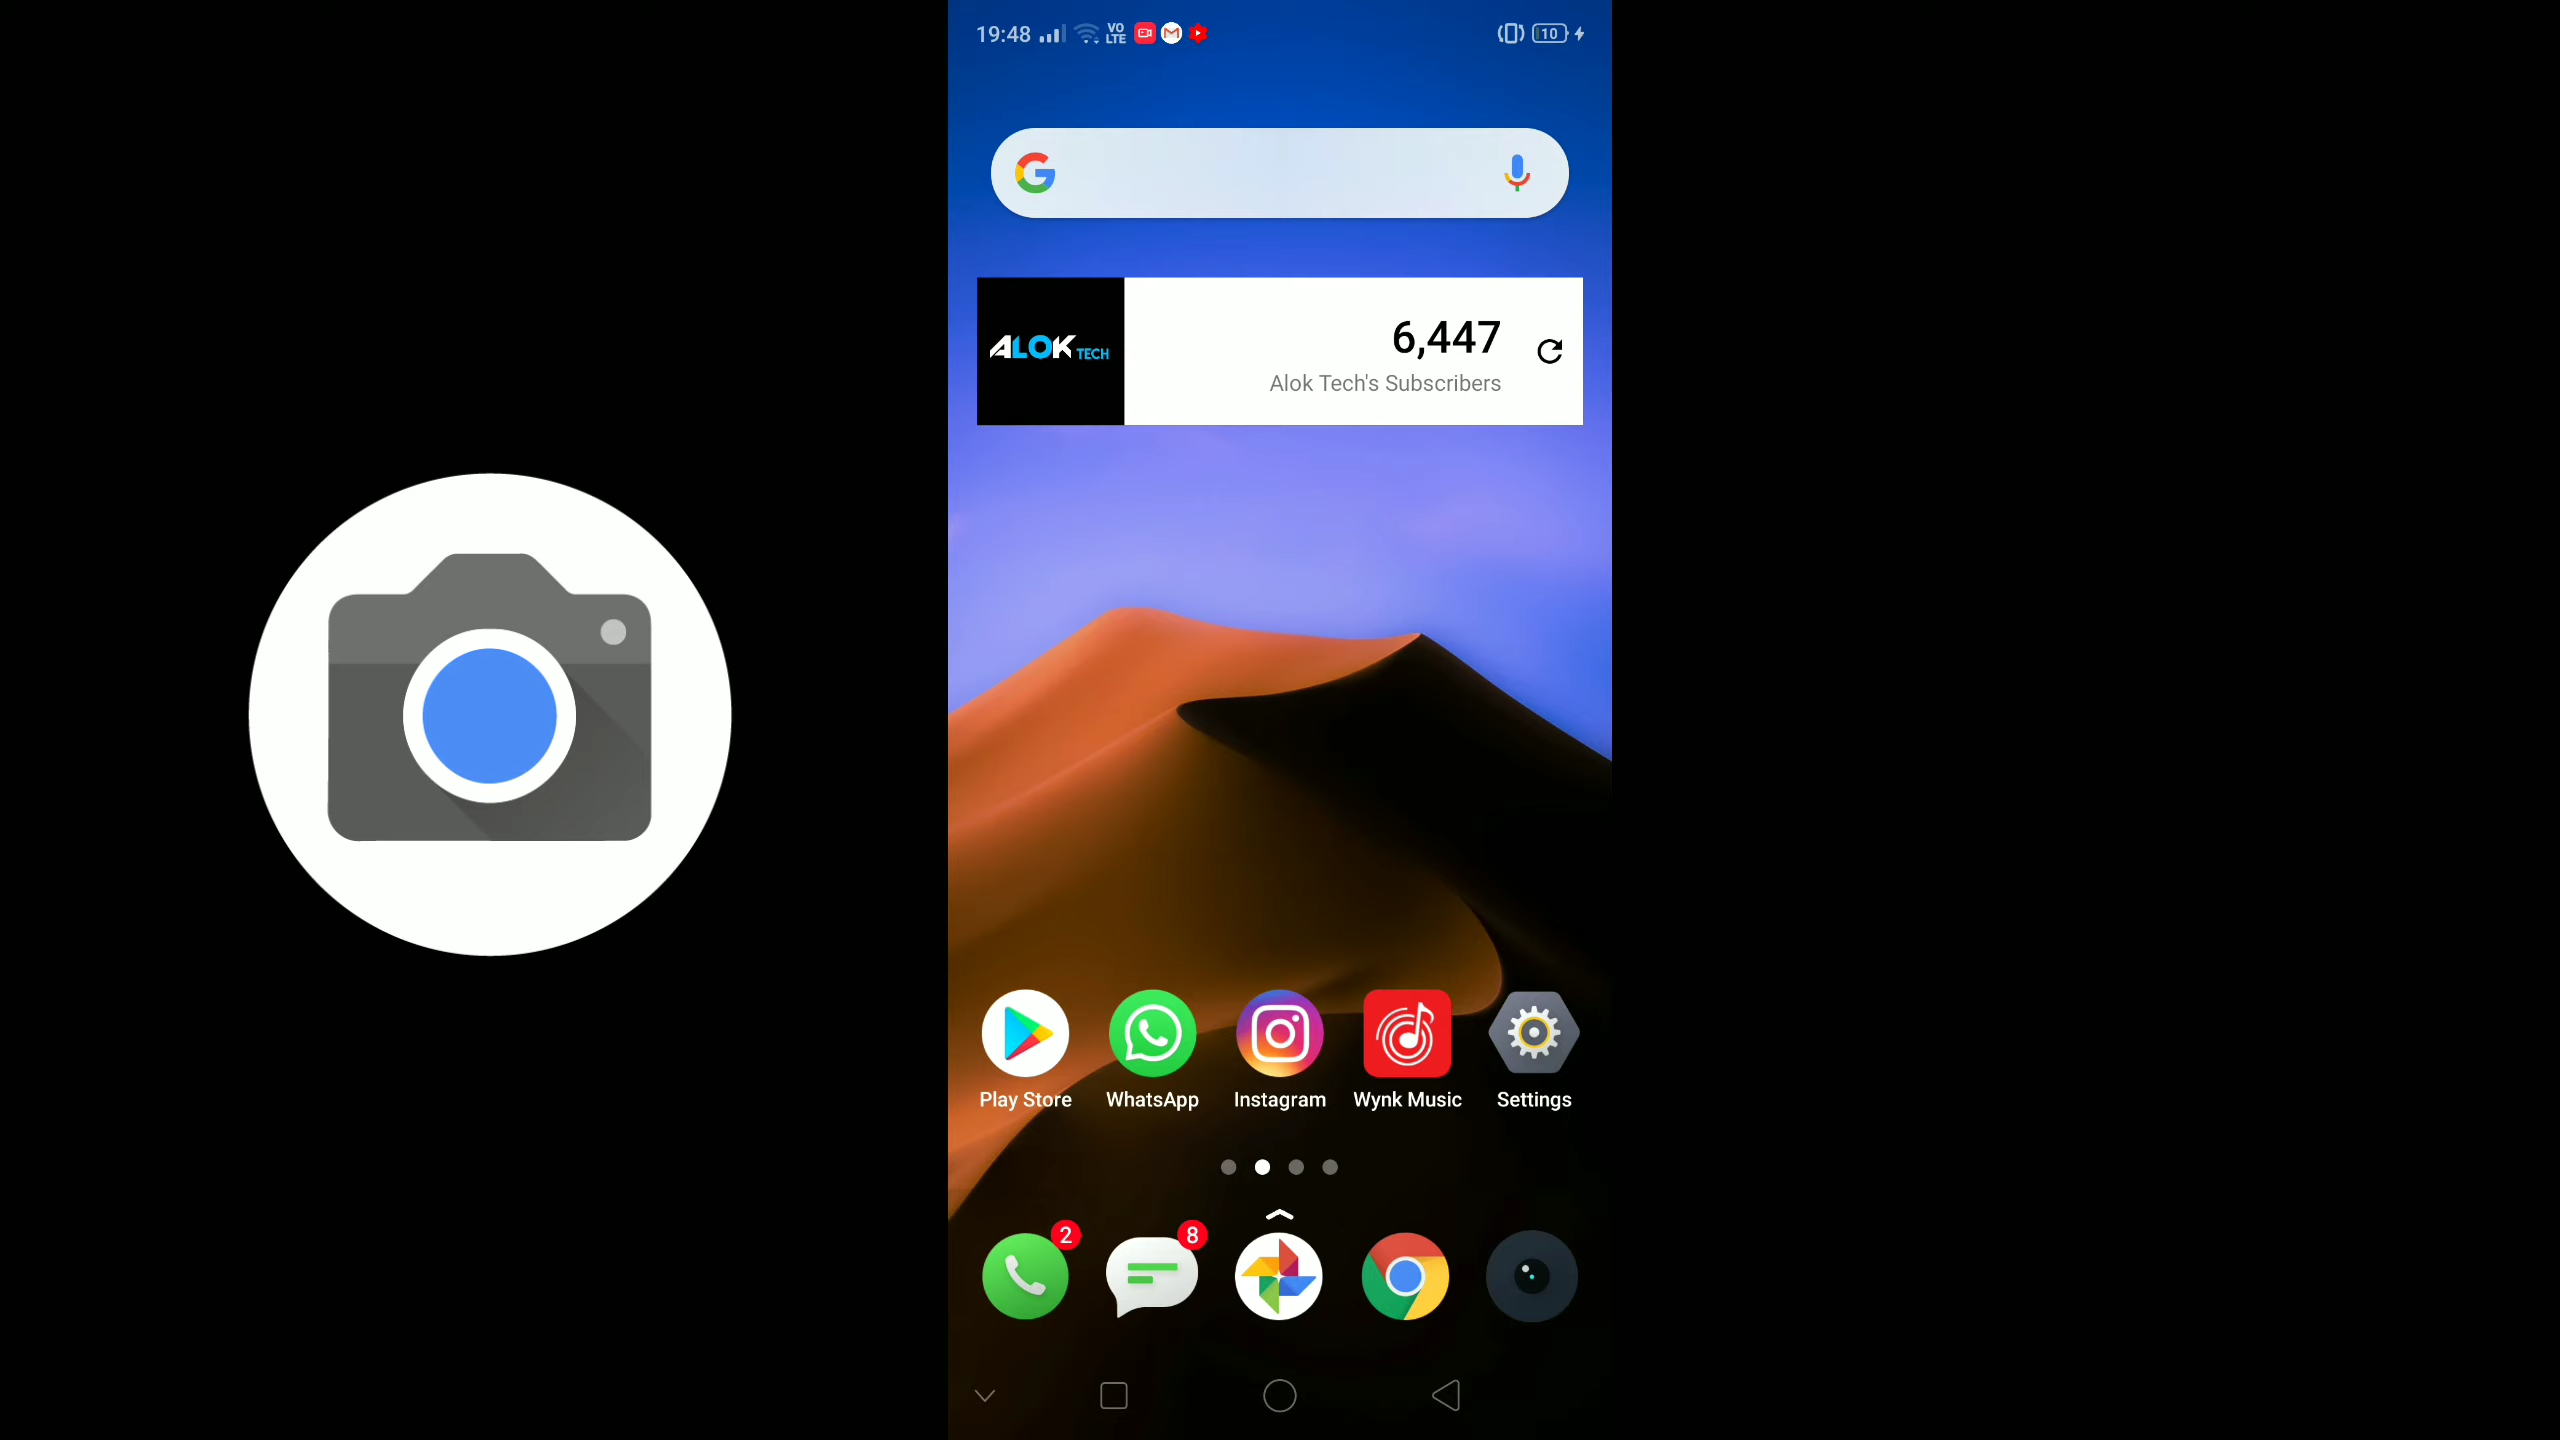 19:48 VO LTE 10
ALOK TECH
6,447
Alok Tech's Subscribers
Play Store WhatsApp Instagram Wynk Music Settings
2 8